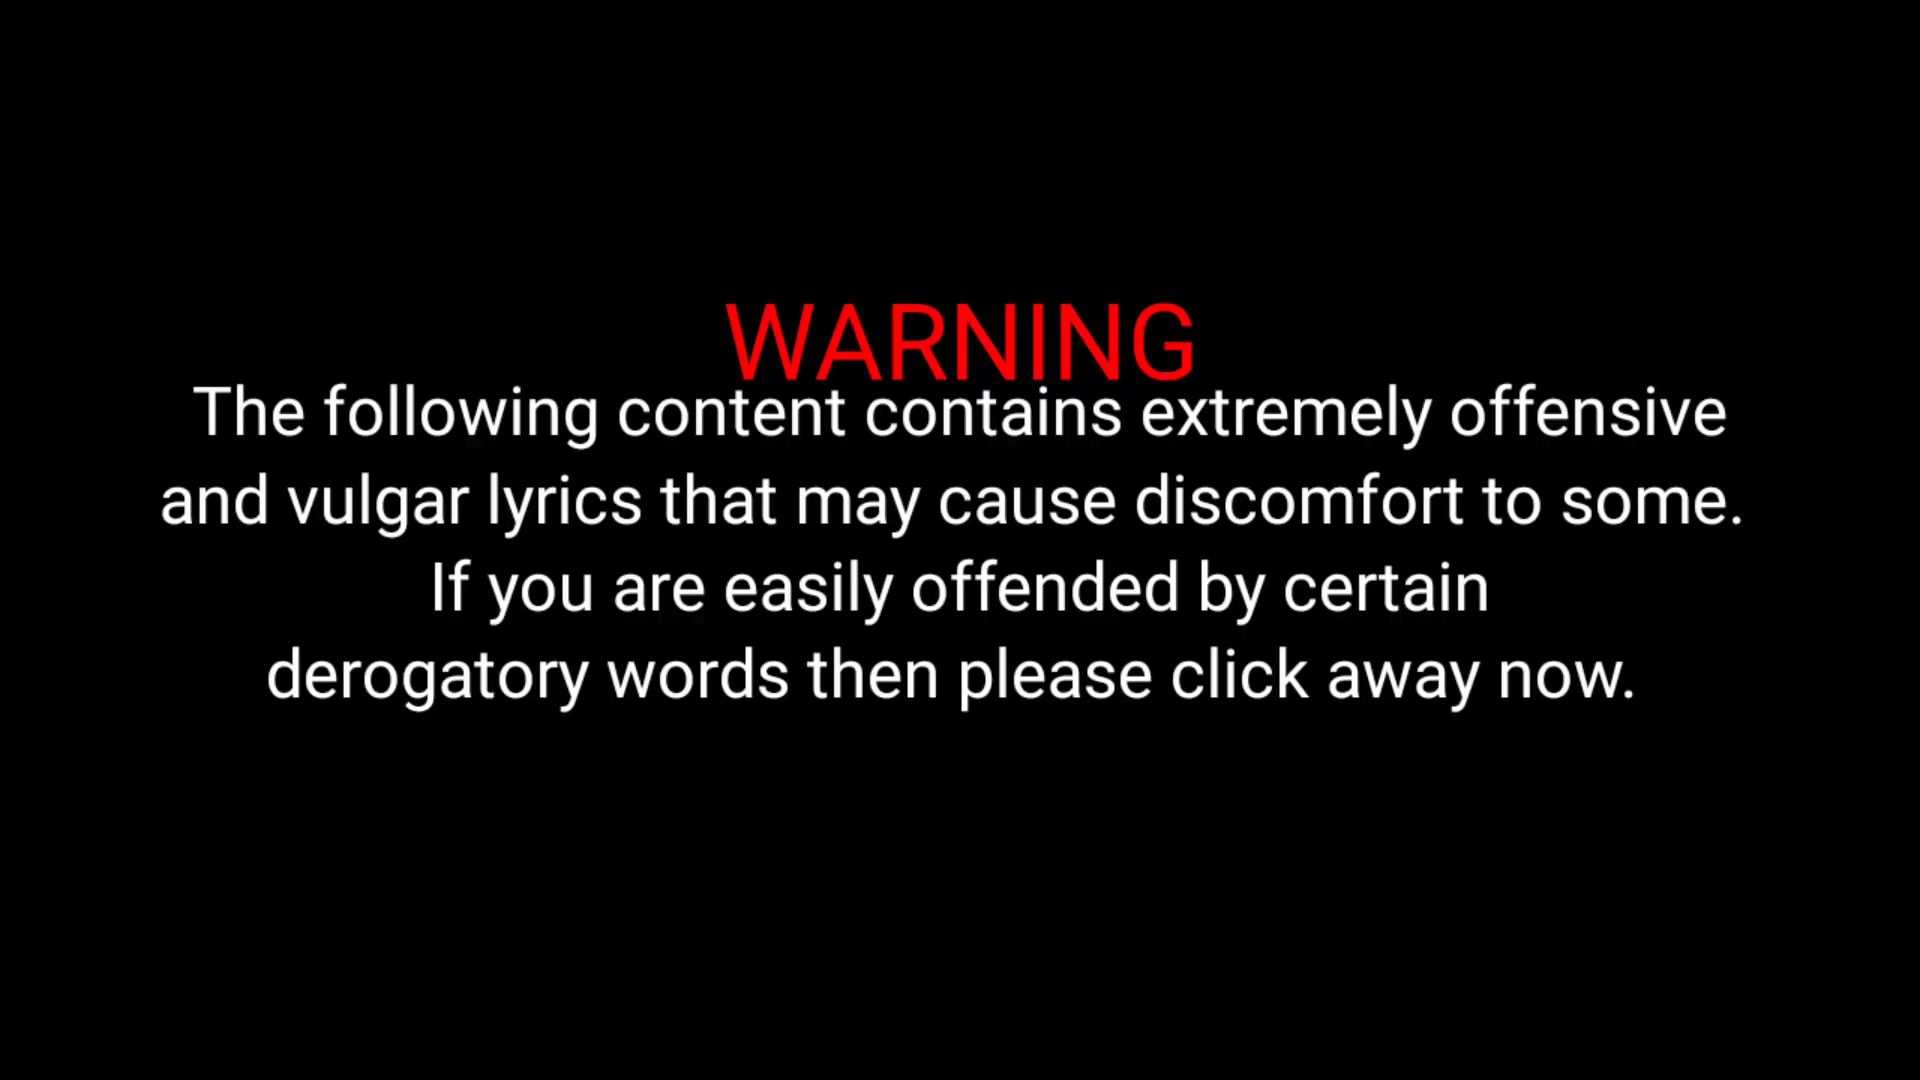 WARNING
The following content contains extremely offensive
and vulgar lyrics that may cause discomfort to some.
If you are easily offended by certain
derogatory words then please click away now.